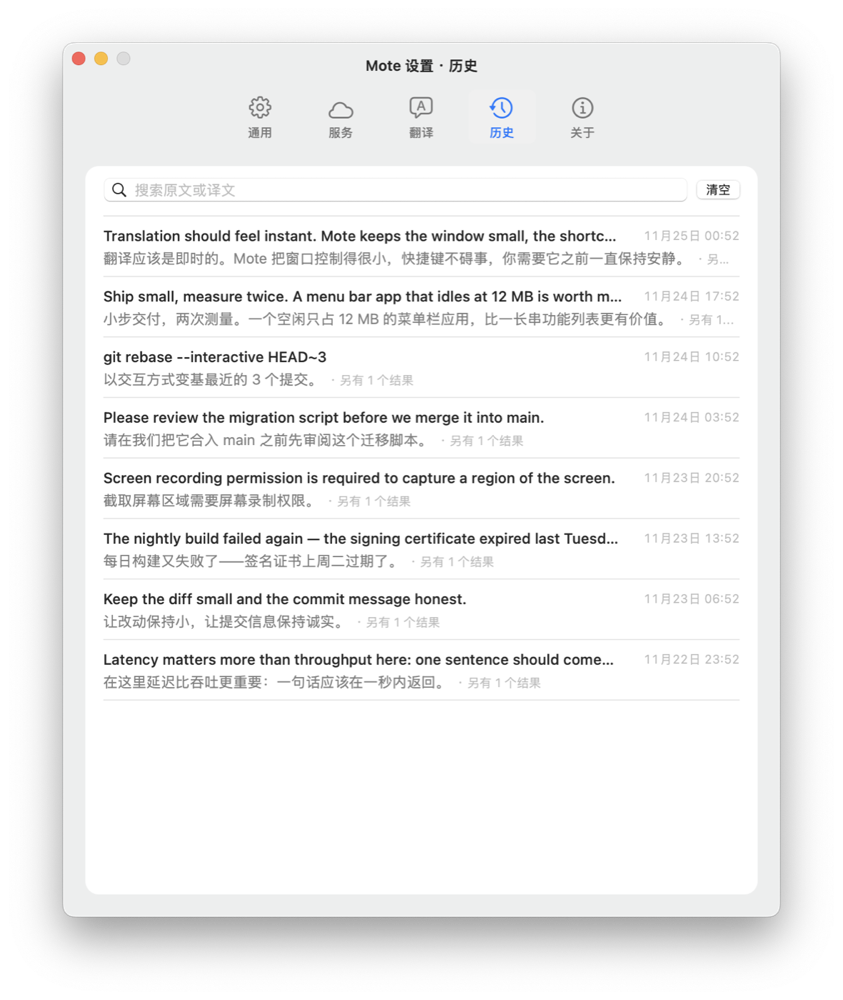 Mote 设置 · 历史
通用 服务 翻译 历史 关于
搜索原文或译文 清空
Translation should feel instant. Mote keeps the window small, the shortc... 11月25日 00:52
翻译应该是即时的。Mote 把窗口控制得很小，快捷键不碍事，你需要它之前一直保持安静。 · 另...
Ship small, measure twice. A menu bar app that idles at 12 MB is worth m... 11月24日 17:52
小步交付，两次测量。一个空闲只占 12 MB 的菜单栏应用，比一长串功能列表更有价值。 · 另有 1...
git rebase --interactive HEAD~3 11月24日 10:52
以交互方式变基最近的 3 个提交。 · 另有 1 个结果
Please review the migration script before we merge it into main. 11月24日 03:52
请在我们把它合入 main 之前先审阅这个迁移脚本。 · 另有 1 个结果
Screen recording permission is required to capture a region of the screen. 11月23日 20:52
截取屏幕区域需要屏幕录制权限。 · 另有 1 个结果
The nightly build failed again — the signing certificate expired last Tuesd... 11月23日 13:52
每日构建又失败了——签名证书上周二过期了。 · 另有 1 个结果
Keep the diff small and the commit message honest. 11月23日 06:52
让改动保持小，让提交信息保持诚实。 · 另有 1 个结果
Latency matters more than throughput here: one sentence should come... 11月22日 23:52
在这里延迟比吞吐更重要：一句话应该在一秒内返回。 · 另有 1 个结果